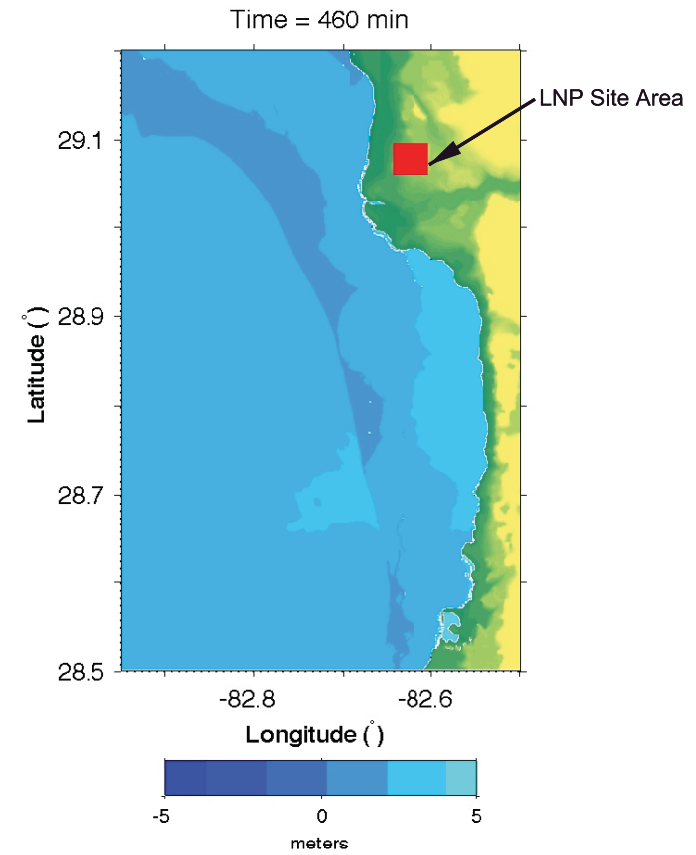 Time = 460 min
LNP Site Area
29.1
28.9
28.7
28.5
Latitude (°)
-82.8 -82.6
Longitude (°)
-5 0 5
meters